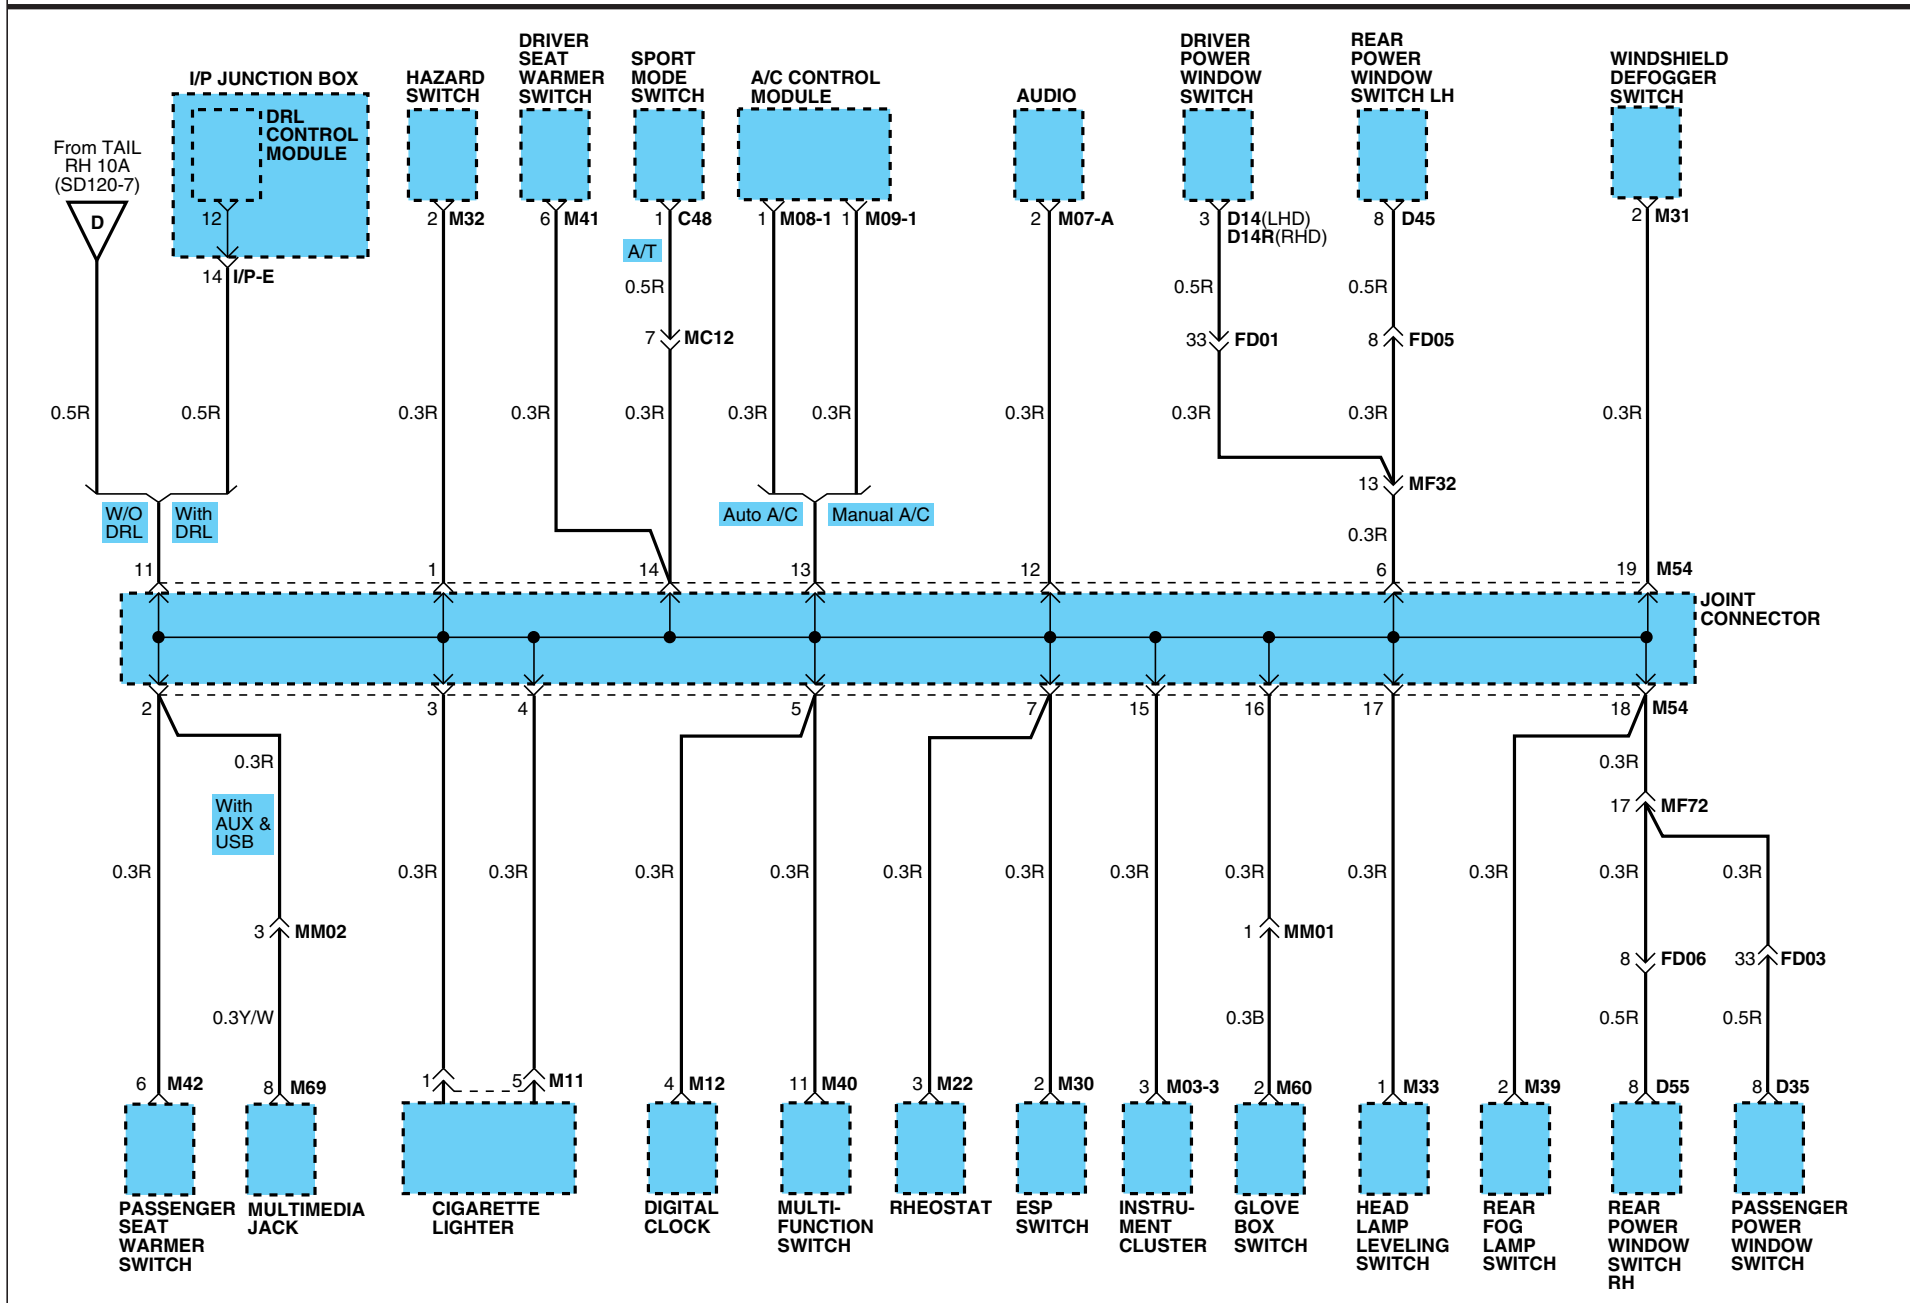 I/P JUNCTION BOX
DRL
CONTROL
MODULE
From TAIL
RH 10A
(SD120-7)
D
12
14 I/P-E
HAZARD
SWITCH
2 M32
DRIVER
SEAT
WARMER
SWITCH
6 M41
SPORT
MODE
SWITCH
1 C48
A/T
0.5R
7 MC12
A/C CONTROL
MODULE
1 M08-1
1 M09-1
AUDIO
2 M07-A
DRIVER
POWER
WINDOW
SWITCH
3 D14(LHD)
D14R(RHD)
0.5R
33 FD01
REAR
POWER
WINDOW
SWITCH LH
8 D45
0.5R
8 FD05
WINDSHIELD
DEFOGGER
SWITCH
2 M31
0.5R 0.5R 0.3R 0.3R 0.3R 0.3R 0.3R 0.3R 0.3R 0.3R 0.3R
13 MF32
W/O
DRL
With
DRL
Auto A/C
Manual A/C
0.3R
11 1 14 13 12 6 19 M54
JOINT
CONNECTOR
2 3 4 5 7 15 16 17 18 M54
0.3R 0.3R
With
AUX &
USB
17 MF72
0.3R 0.3R 0.3R 0.3R 0.3R 0.3R 0.3R 0.3R 0.3R 0.3R 0.3R 0.3R 0.3R
3 MM02
1 MM01
8 FD06
33 FD03
0.3Y/W 0.3B 0.5R 0.5R
6 M42
8 M69
1 5 M11
4 M12
11 M40
3 M22
2 M30
3 M03-3
2 M60
1 M33
2 M39
8 D55
8 D35
PASSENGER
SEAT
WARMER
SWITCH
MULTIMEDIA
JACK
CIGARETTE
LIGHTER
DIGITAL
CLOCK
MULTI-
FUNCTION
SWITCH
RHEOSTAT
ESP
SWITCH
INSTRU-
MENT
CLUSTER
GLOVE
BOX
SWITCH
HEAD
LAMP
LEVELING
SWITCH
REAR
FOG
LAMP
SWITCH
REAR
POWER
WINDOW
SWITCH
RH
PASSENGER
POWER
WINDOW
SWITCH